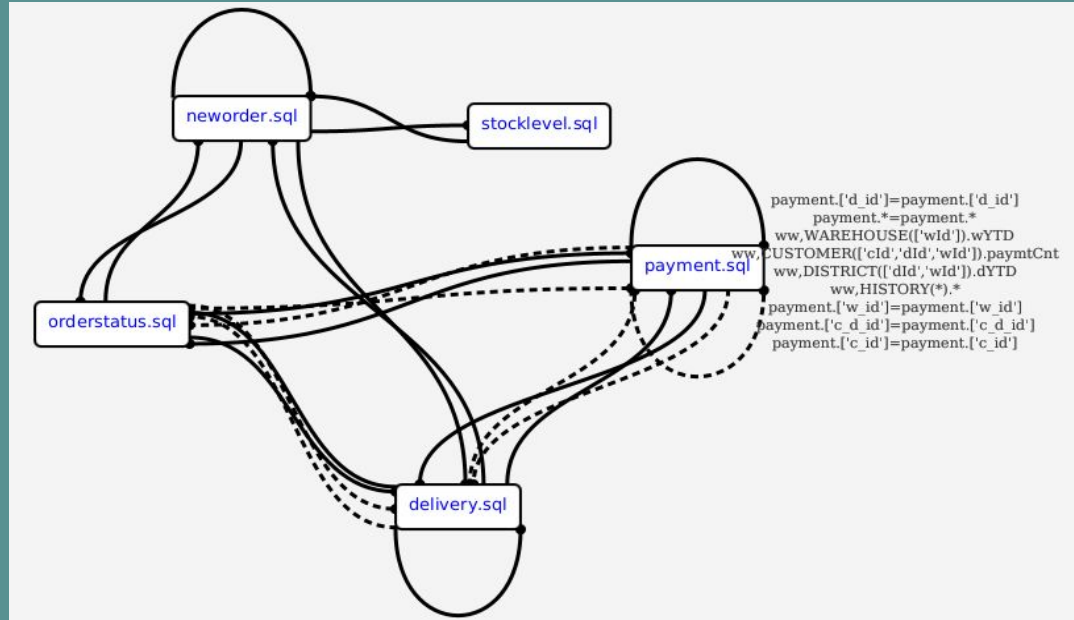 neworder.sql
stocklevel.sql
payment.['d_id']=payment.['d_id']
payment.*=payment.*
ww,WAREHOUSE(['wId']).wYTD
ww,CUSTOMER(['cId','dId','wId']).paymtCnt
payment.sql
ww,DISTRICT(['dId','wId']).dYTD
ww,HISTORY(*).*
payment.['w_id']=payment.['w_id']
payment.['c_d_id']=payment.['c_d_id']
payment.['c_id']=payment.['c_id']
orderstatus.sql
delivery.sql